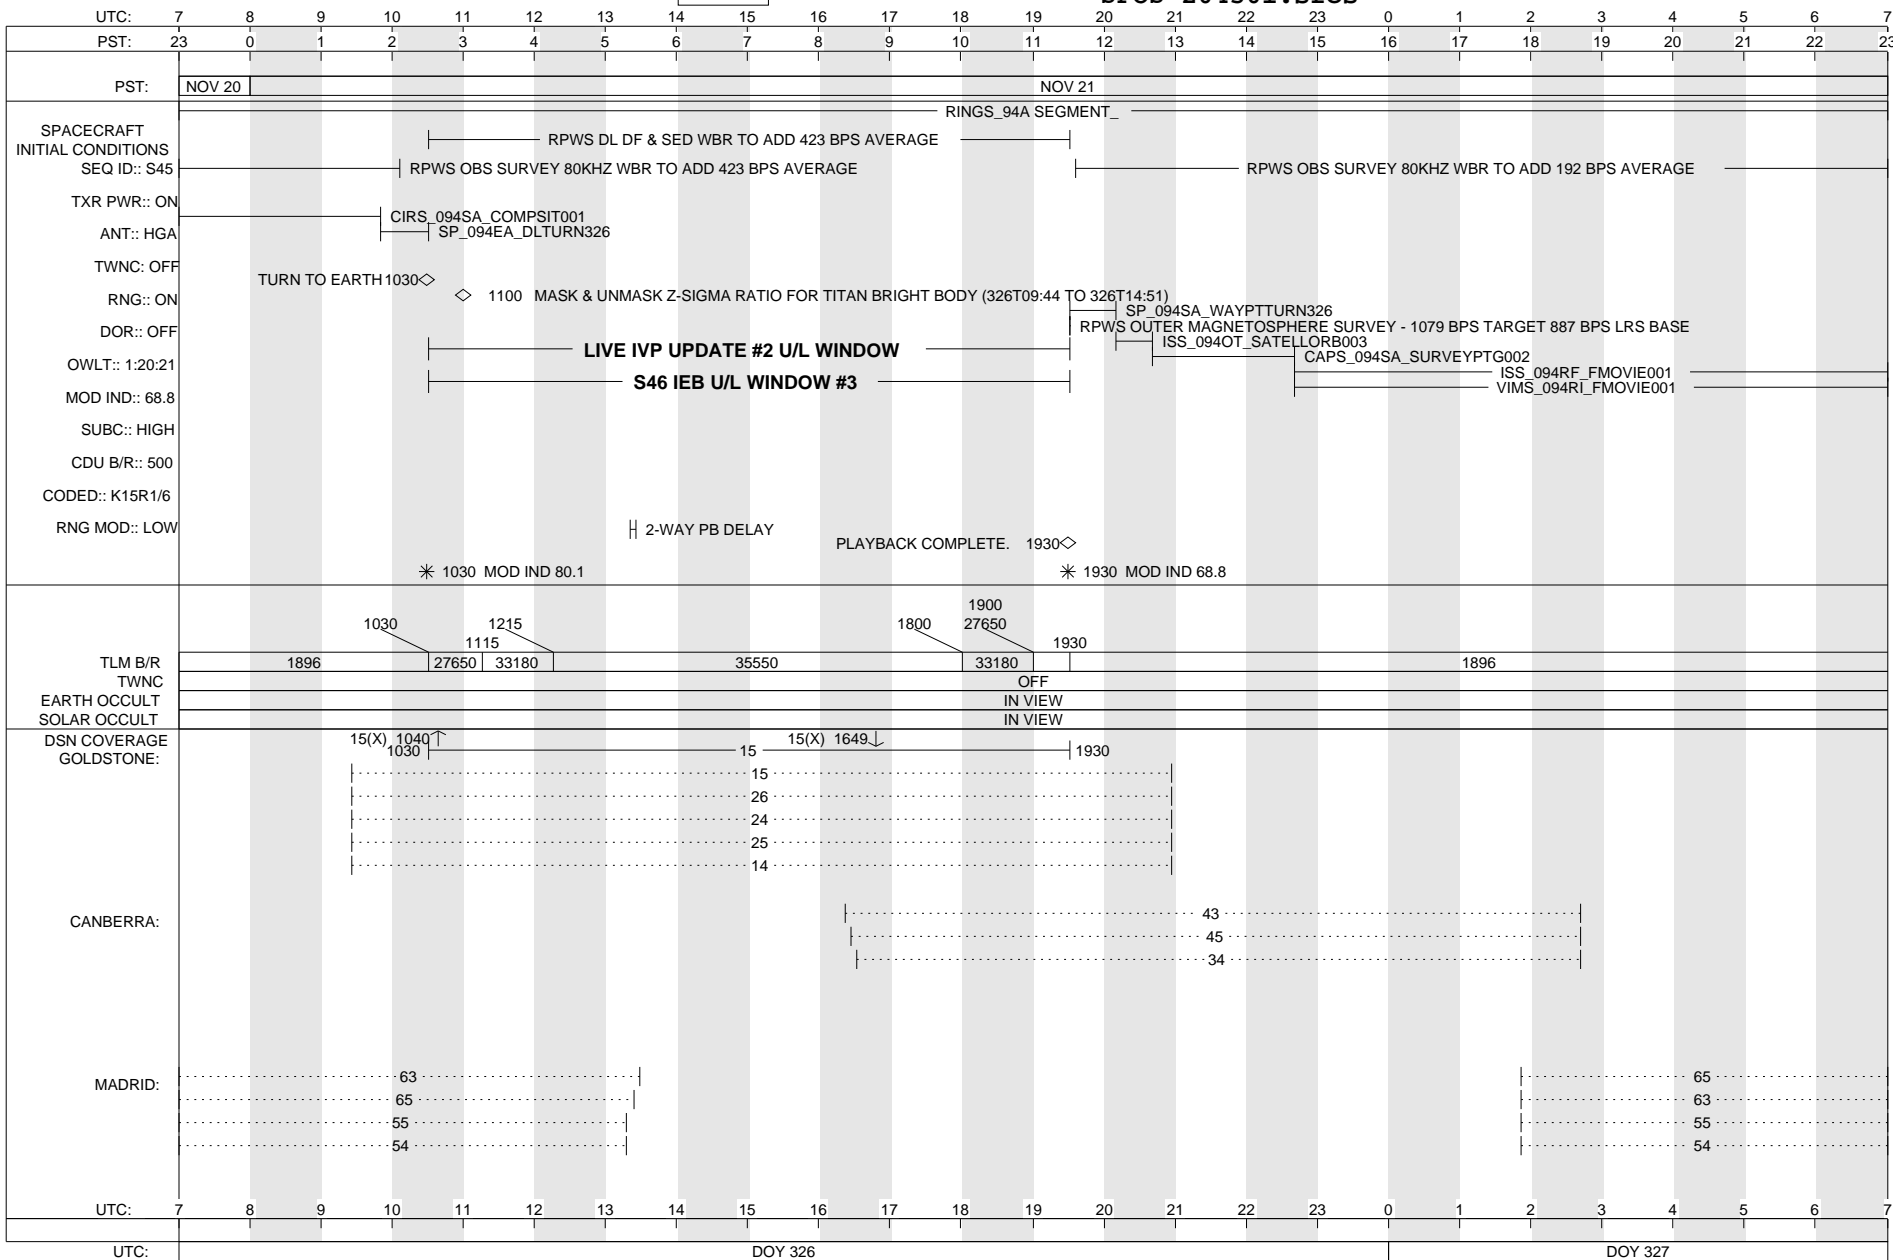 UTC: 7 8 9 10 11 12 13 14 15 16 17 18 19 20 21 22 23 0 1 2 3 4 5 6 7
PST: 23 0 1 2 3 4 5 6 7 8 9 10 11 12 13 14 15 16 17 18 19 20 21 22 23
PST: NOV 20 NOV 21
RINGS_94A SEGMENT_
SPACECRAFT
INITIAL CONDITIONS
RPWS DL DF & SED WBR TO ADD 423 BPS AVERAGE
SEQ ID:: S45 RPWS OBS SURVEY 80KHZ WBR TO ADD 423 BPS AVERAGE RPWS OBS SURVEY 80KHZ WBR TO ADD 192 BPS AVERAGE
TXR PWR:: ON
CIRS_094SA_COMPSIT001
ANT:: HGA SP_094EA_DLTURN326
TWNC: OFF
TURN TO EARTH 1030
RNG:: ON 1100 MASK & UNMASK Z-SIGMA RATIO FOR TITAN BRIGHT BODY (326T09:44 TO 326T14:51)
SP_094SA_WAYPTTURN326
DOR:: OFF RPWS OUTER MAGNETOSPHERE SURVEY - 1079 BPS TARGET 887 BPS LRS BASE
ISS_094OT_SATELLORB003
LIVE IVP UPDATE #2 U/L WINDOW
CAPS_094SA_SURVEYPTG002
OWLT:: 1:20:21
ISS_094RF_FMOVIE001
S46 IEB U/L WINDOW #3
VIMS_094RI_FMOVIE001
MOD IND:: 68.8
SUBC:: HIGH
CDU B/R:: 500
CODED:: K15R1/6
RNG MOD:: LOW 2-WAY PB DELAY
PLAYBACK COMPLETE. 1930
1030 MOD IND 80.1 1930 MOD IND 68.8
1900
1030 1215 1800 27650
1115 1930
TLM B/R 1896 27650 33180 35550 33180 1896
TWNC OFF
EARTH OCCULT IN VIEW
SOLAR OCCULT IN VIEW
DSN COVERAGE 15(X) 1040 15(X) 1649
GOLDSTONE: 1030 15 1930
15
26
24
25
14
CANBERRA: 43
45
34
MADRID: 63 65
65 63
55 55
54 54
UTC: 7 8 9 10 11 12 13 14 15 16 17 18 19 20 21 22 23 0 1 2 3 4 5 6 7
UTC: DOY 326 DOY 327